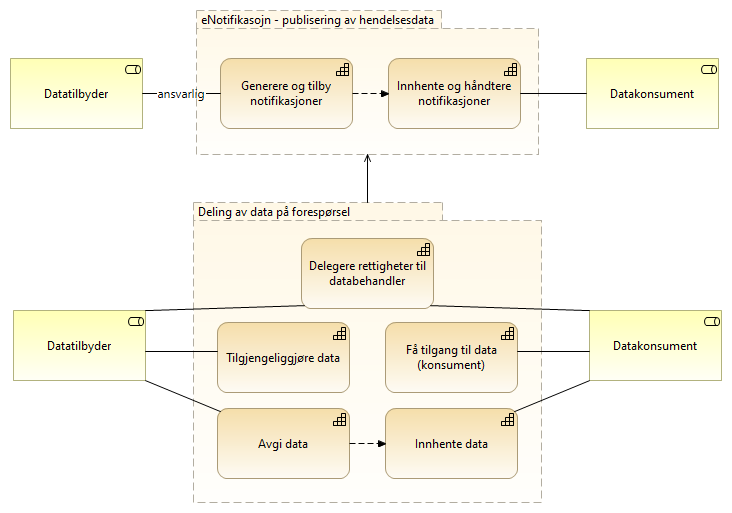 eNotifikasojn - publisering av hendelsesdata
Datatilbyder
ansvarlig
Generere og tilby
notifikasjoner
Innhente og håndtere
notifikasjoner
Datakonsument
Deling av data på forespørsel
Delegere rettigheter til
databehandler
Datatilbyder
Tilgjengeliggjøre data
Få tilgang til data
(konsument)
Datakonsument
Avgi data
Innhente data